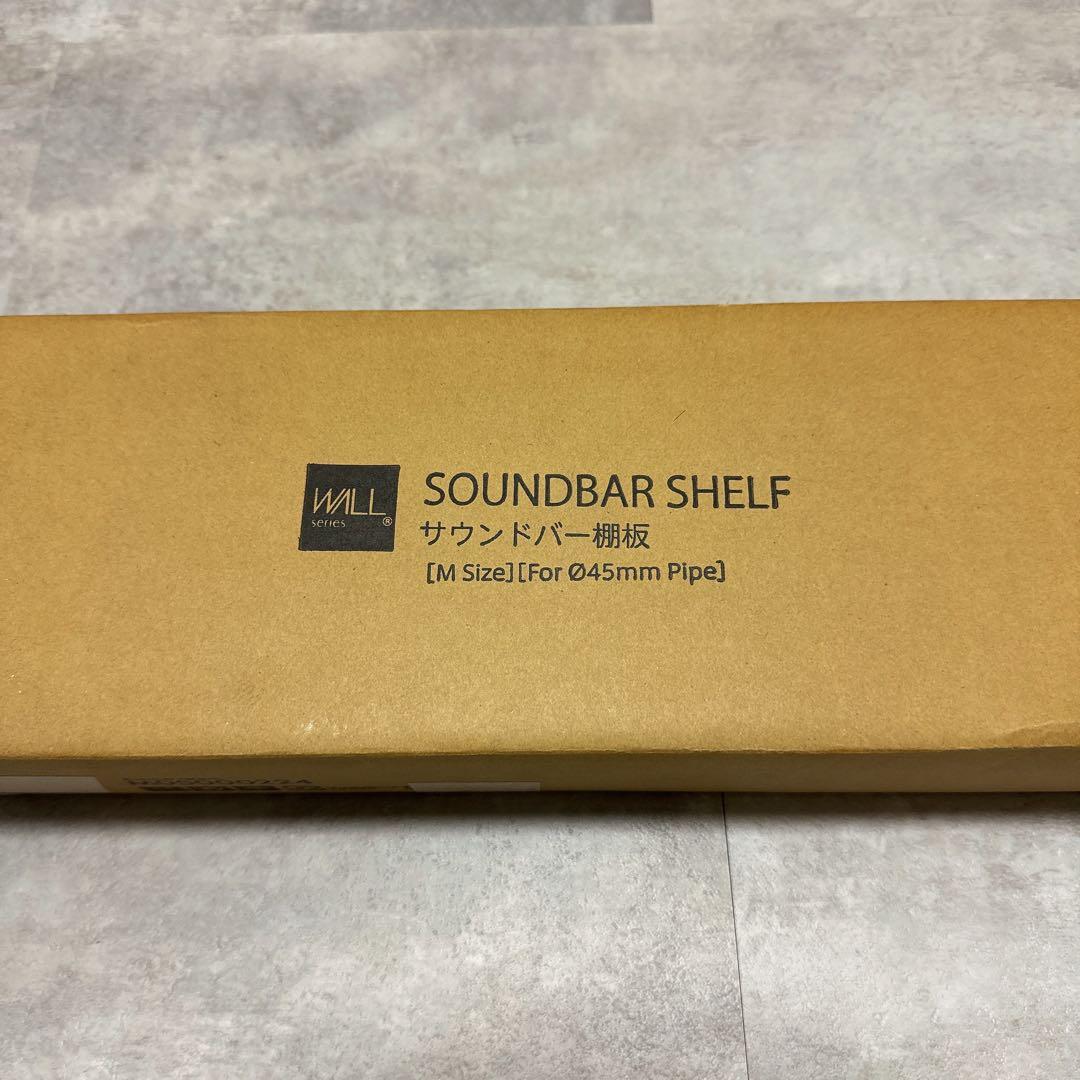 WALL
series ®
SOUNDBAR SHELF
サウンドバー棚板
[M Size][For Ø45mm Pipe]